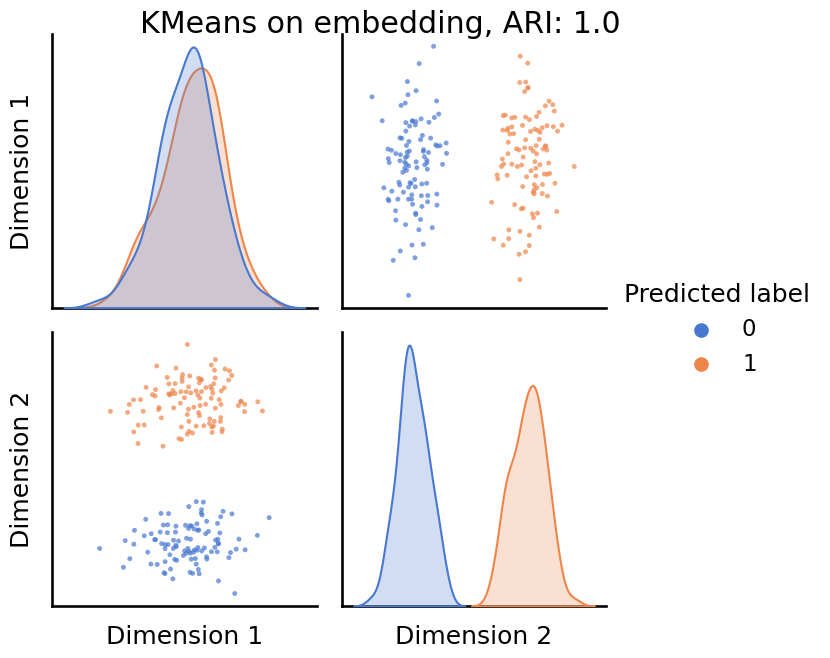 KMeans on embedding, ARI: 1.0
Dimension 1
Dimension 2
Dimension 1
Dimension 2
Predicted label
0
1